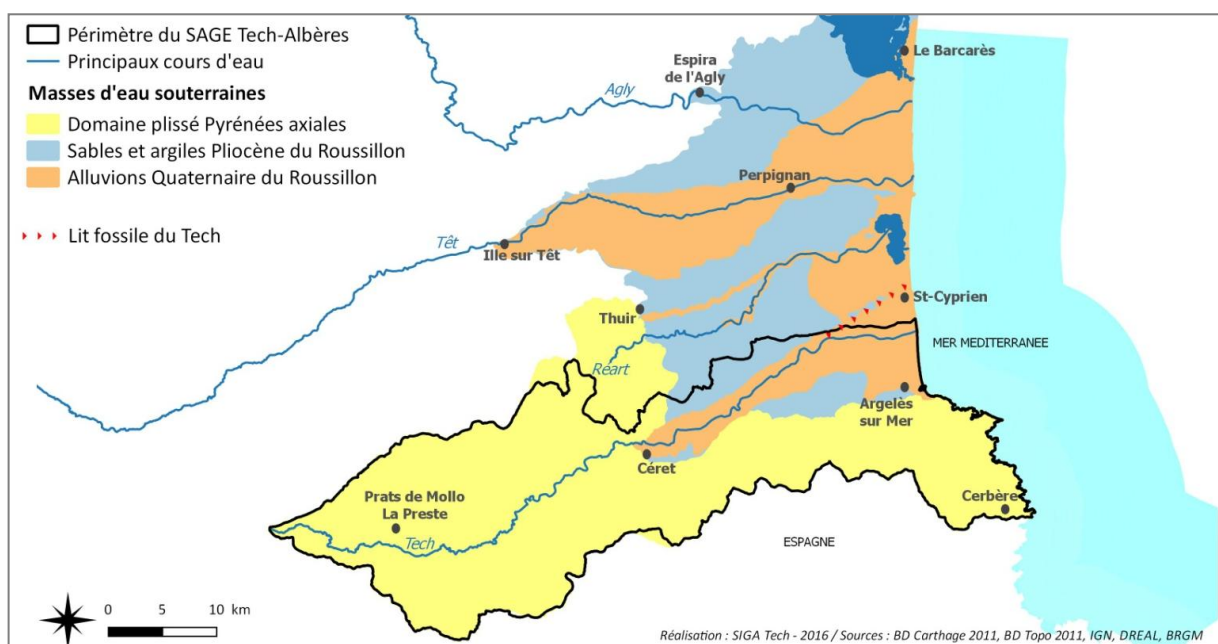 Périmètre du SAGE Tech-Albères
Principaux cours d'eau
Masses d'eau souterraines
Domaine plissé Pyrénées axiales
Sables et argiles Pliocène du Roussillon
Alluvions Quaternaire du Roussillon
Lit fossile du Tech
Le Barcarès
Espira
de l'Agly
Agly
Perpignan
Têt
Ille sur Têt
St-Cyprien
Thuir
MER MEDITERRANEE
Réart
Argelès
sur Mer
Céret
Prats de Mollo
La Preste
Cerbère
Tech
ESPAGNE
0 5 10 km
Réalisation : SIGA Tech - 2016 / Sources : BD Carthage 2011, BD Topo 2011, IGN, DREAL, BRGM